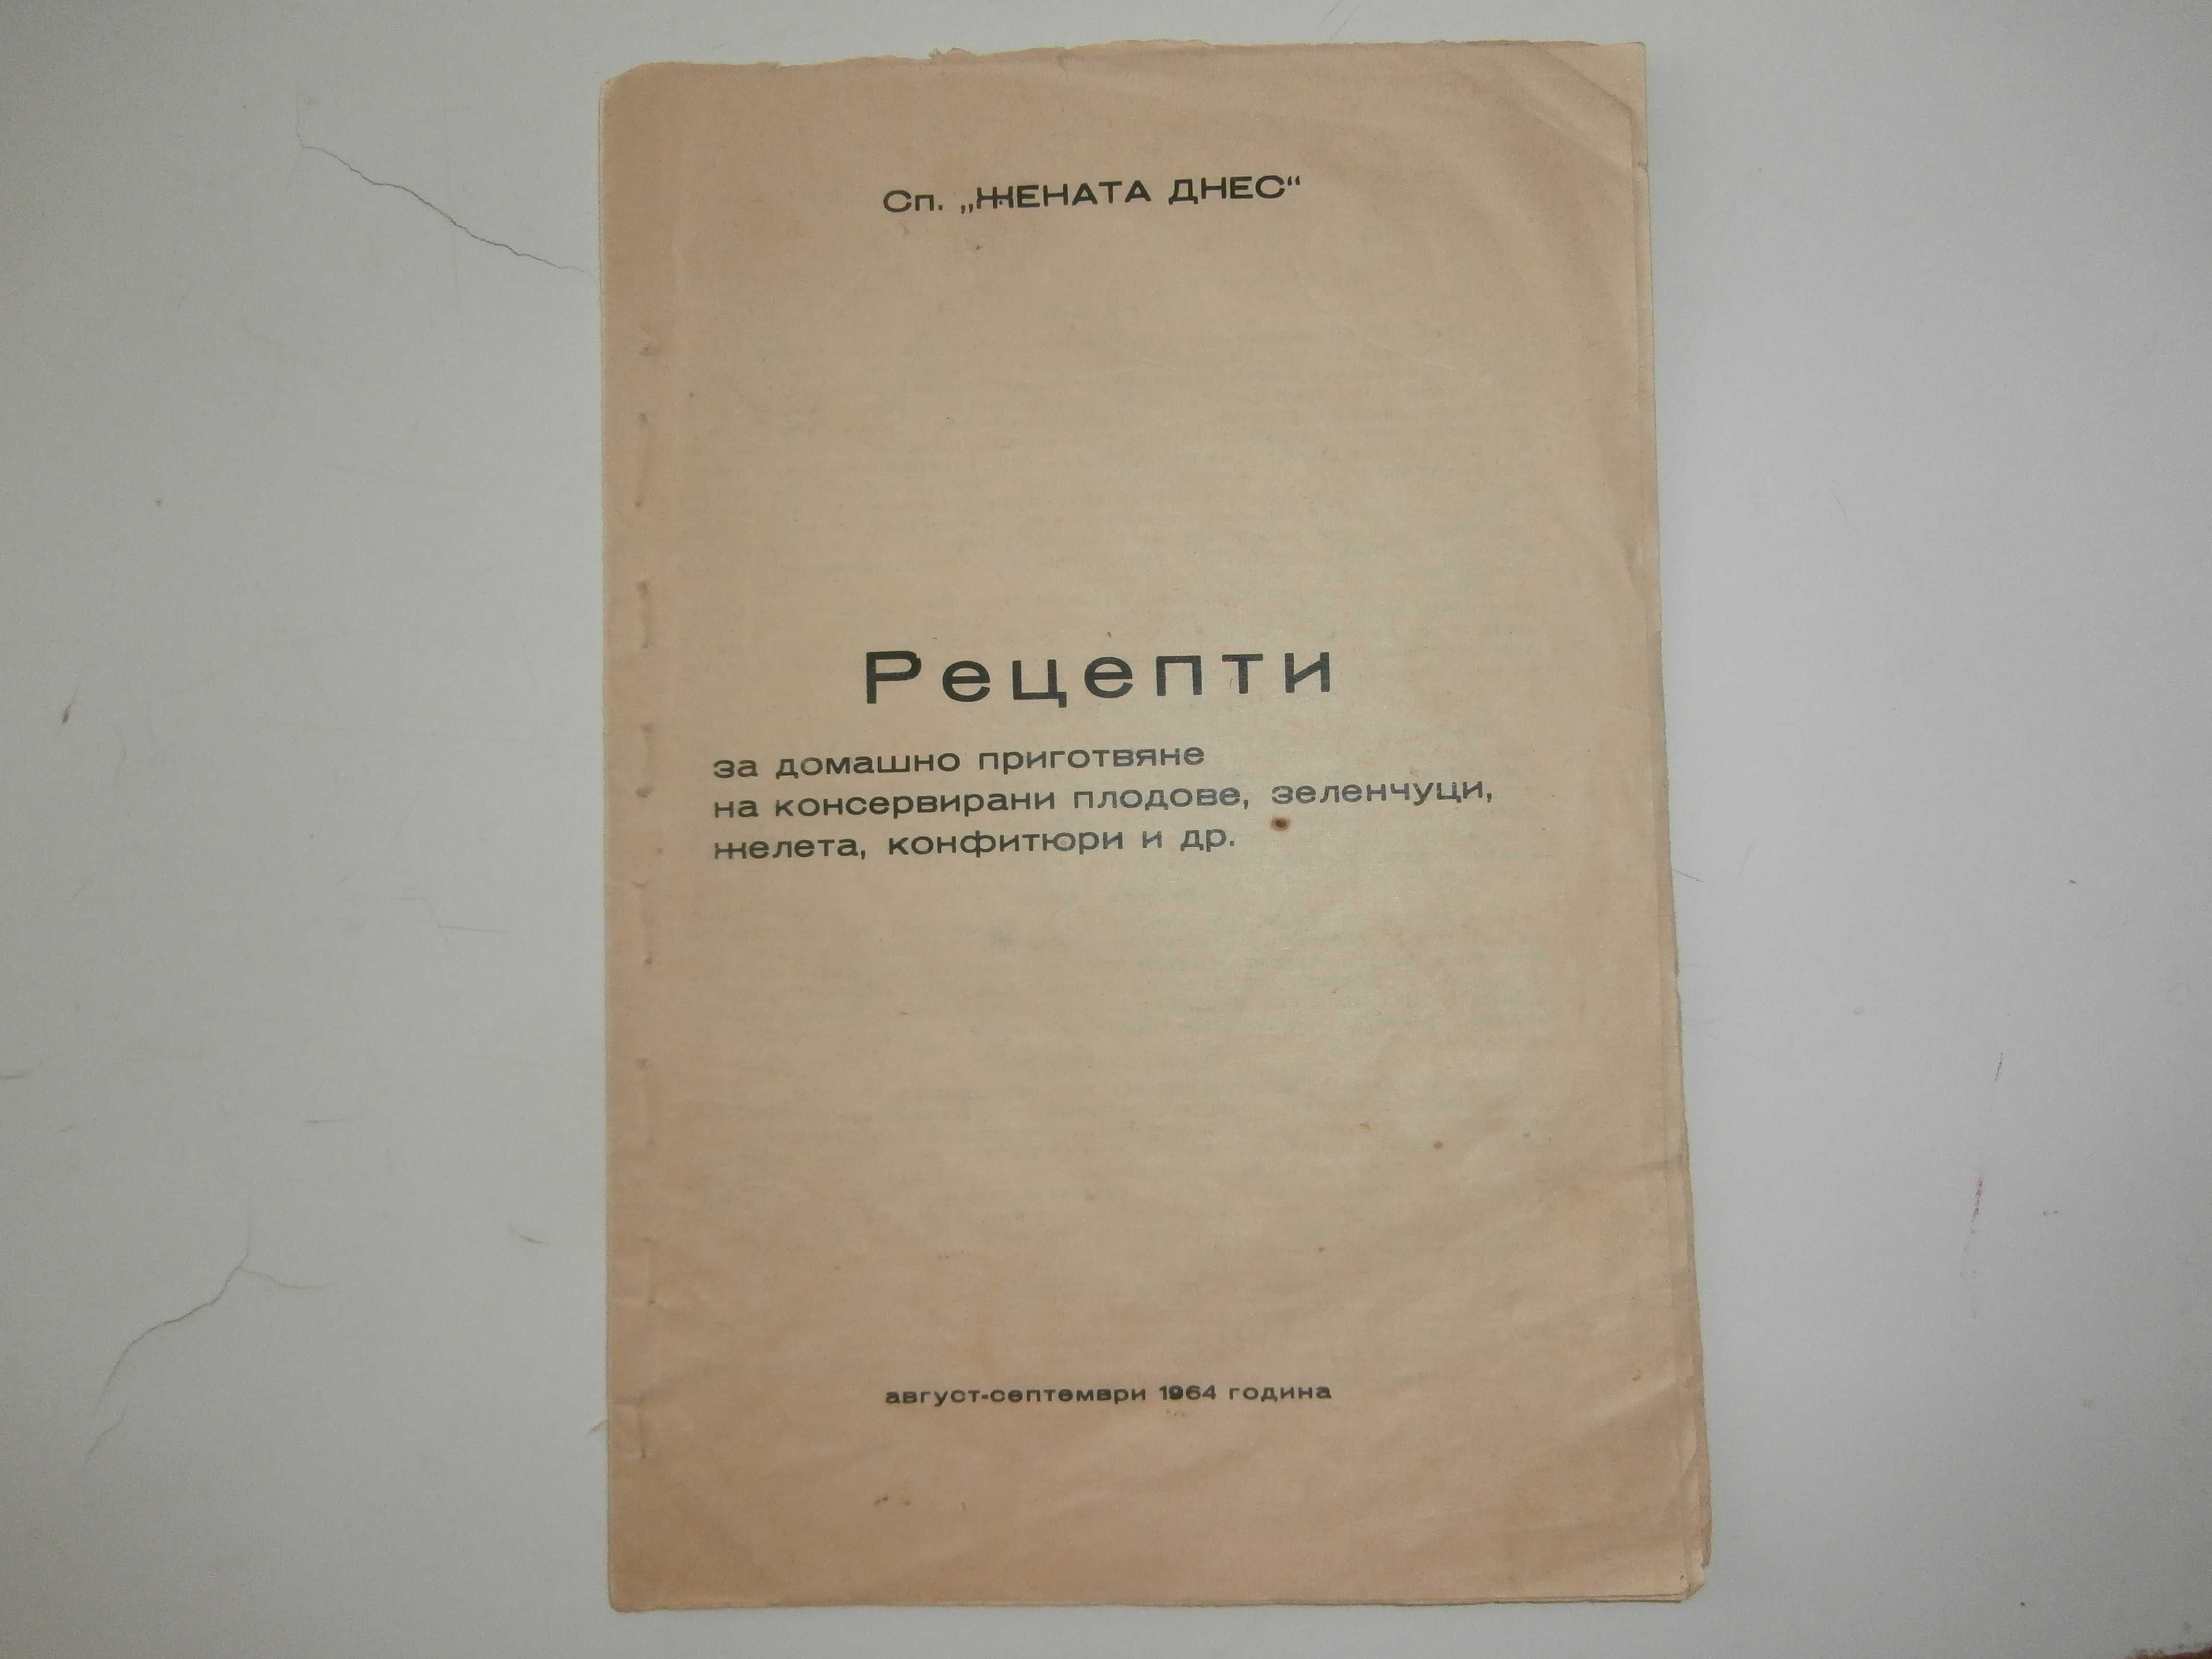 Сп. „ЖЕНАТА ДНЕС“
Рецепти
за домашно приготвяне
на консервирани плодове, зеленчуци,
желета, конфитюри и др.
август-септември 1964 година